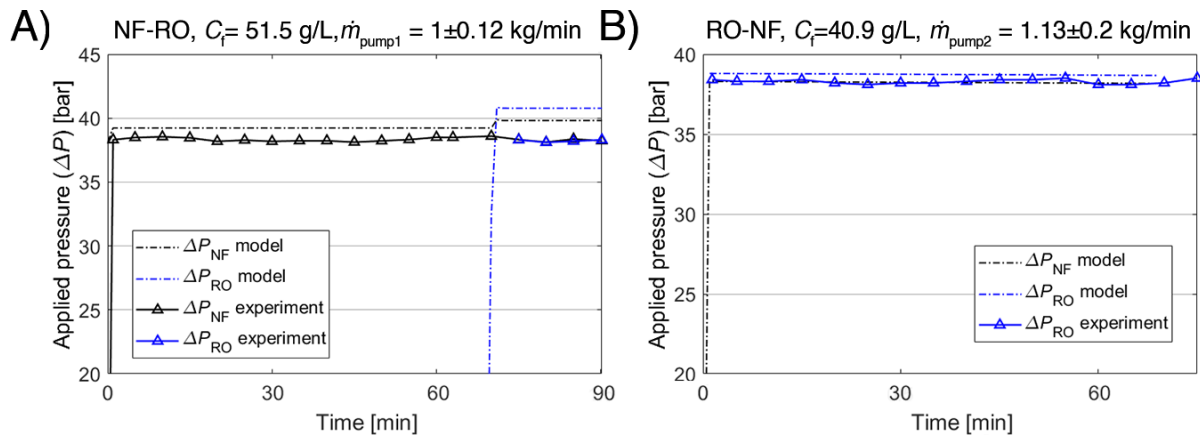 A)
NF-RO, Cf= 51.5 g/L, ṁpump1 = 1±0.12 kg/min
Applied pressure (ΔP) [bar]
45
40
35
30
25
20
ΔPNF model
ΔPRO model
ΔPNF experiment
ΔPRO experiment
0
30
60
90
Time [min]
B)
RO-NF, Cf=40.9 g/L, ṁpump2 = 1.13±0.2 kg/min
Applied pressure (ΔP) [bar]
40
35
30
25
20
ΔPNF model
ΔPRO model
ΔPRO experiment
30
60
Time [min]